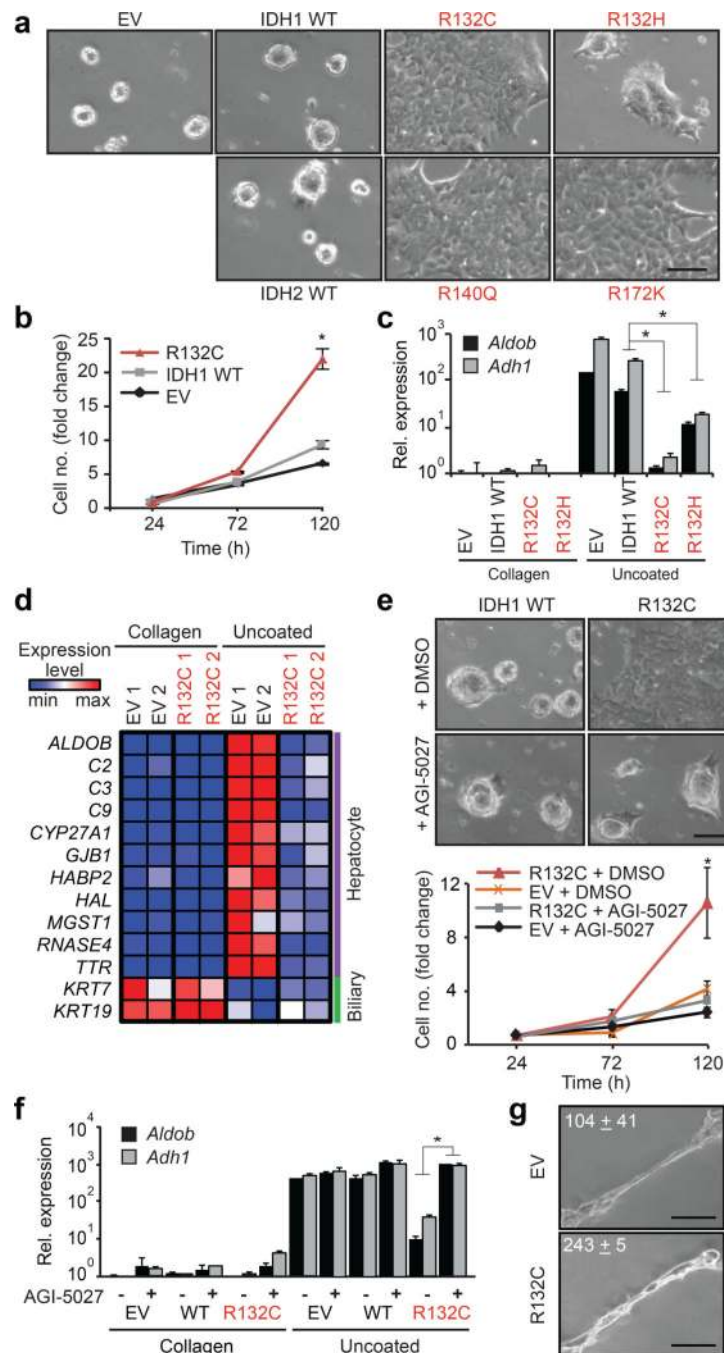 a
EV
IDH1 WT
R132C
R132H
IDH2 WT
R140Q
R172K
b
Cell no. (fold change)
25
20
15
10
5
0
R132C
IDH1 WT
EV
*
24
72
120
Time (h)
c
Rel. expression
10³
10²
10¹
10⁰
Aldob
Adh1
*
*
EV
IDH1 WT
R132C
R132H
EV
IDH1 WT
R132C
R132H
Collagen
Uncoated
d
Expression level
min
max
Collagen
Uncoated
EV 1
EV 2
R132C 1
R132C 2
EV 1
EV 2
R132C 1
R132C 2
ALDOB
C2
C3
C9
CYP27A1
GJB1
HABP2
HAL
MGST1
RNASE4
TTR
KRT7
KRT19
Hepatocyte
Biliary
e
IDH1 WT
R132C
+ DMSO
+ AGI-5027
Cell no. (fold change)
12
8
4
0
R132C + DMSO
EV + DMSO
R132C + AGI-5027
EV + AGI-5027
*
24
72
120
Time (h)
f
Rel. expression
10⁴
10³
10²
10¹
10⁰
Aldob
Adh1
*
AGI-5027
- + - + - + - + - + - +
EV
WT
R132C
EV
WT
R132C
Collagen
Uncoated
g
EV
104 ± 41
R132C
243 ± 5